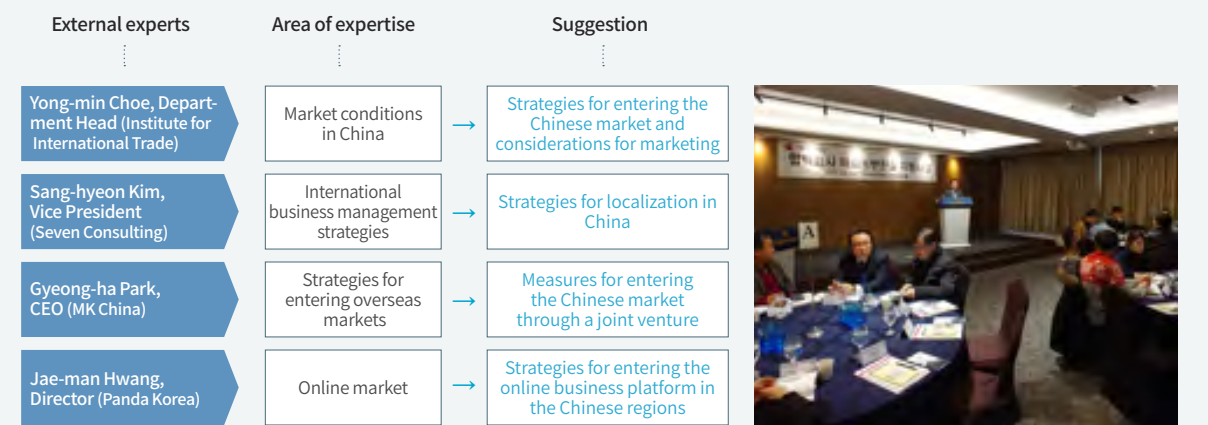 External experts
Area of expertise
Suggestion
Yong-min Choe, Depart-
ment Head (Institute for
International Trade)
Market conditions
in China
→
Strategies for entering the
Chinese market and
considerations for marketing
Sang-hyeon Kim,
Vice President
(Seven Consulting)
International
business management
strategies
→
Strategies for localization in
China
Gyeong-ha Park,
CEO (MK China)
Strategies for
entering overseas
markets
→
Measures for entering
the Chinese market
through a joint venture
Jae-man Hwang,
Director (Panda Korea)
Online market
→
Strategies for entering the
online business platform in
the Chinese regions
A